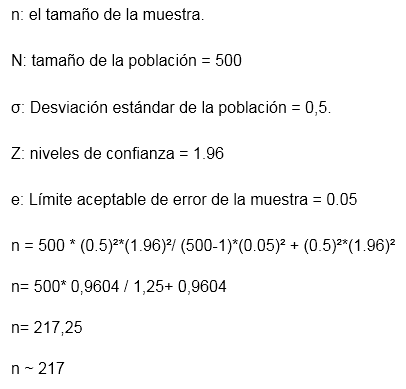 n: el tamaño de la muestra.
N: tamaño de la población = 500
σ: Desviación estándar de la población = 0,5.
Z: niveles de confianza = 1.96
e: Límite aceptable de error de la muestra = 0.05
n = 500 * (0.5)²*(1.96)²/ (500-1)*(0.05)² + (0.5)²*(1.96)²
n= 500* 0,9604 / 1,25+ 0,9604
n= 217,25
n ~ 217